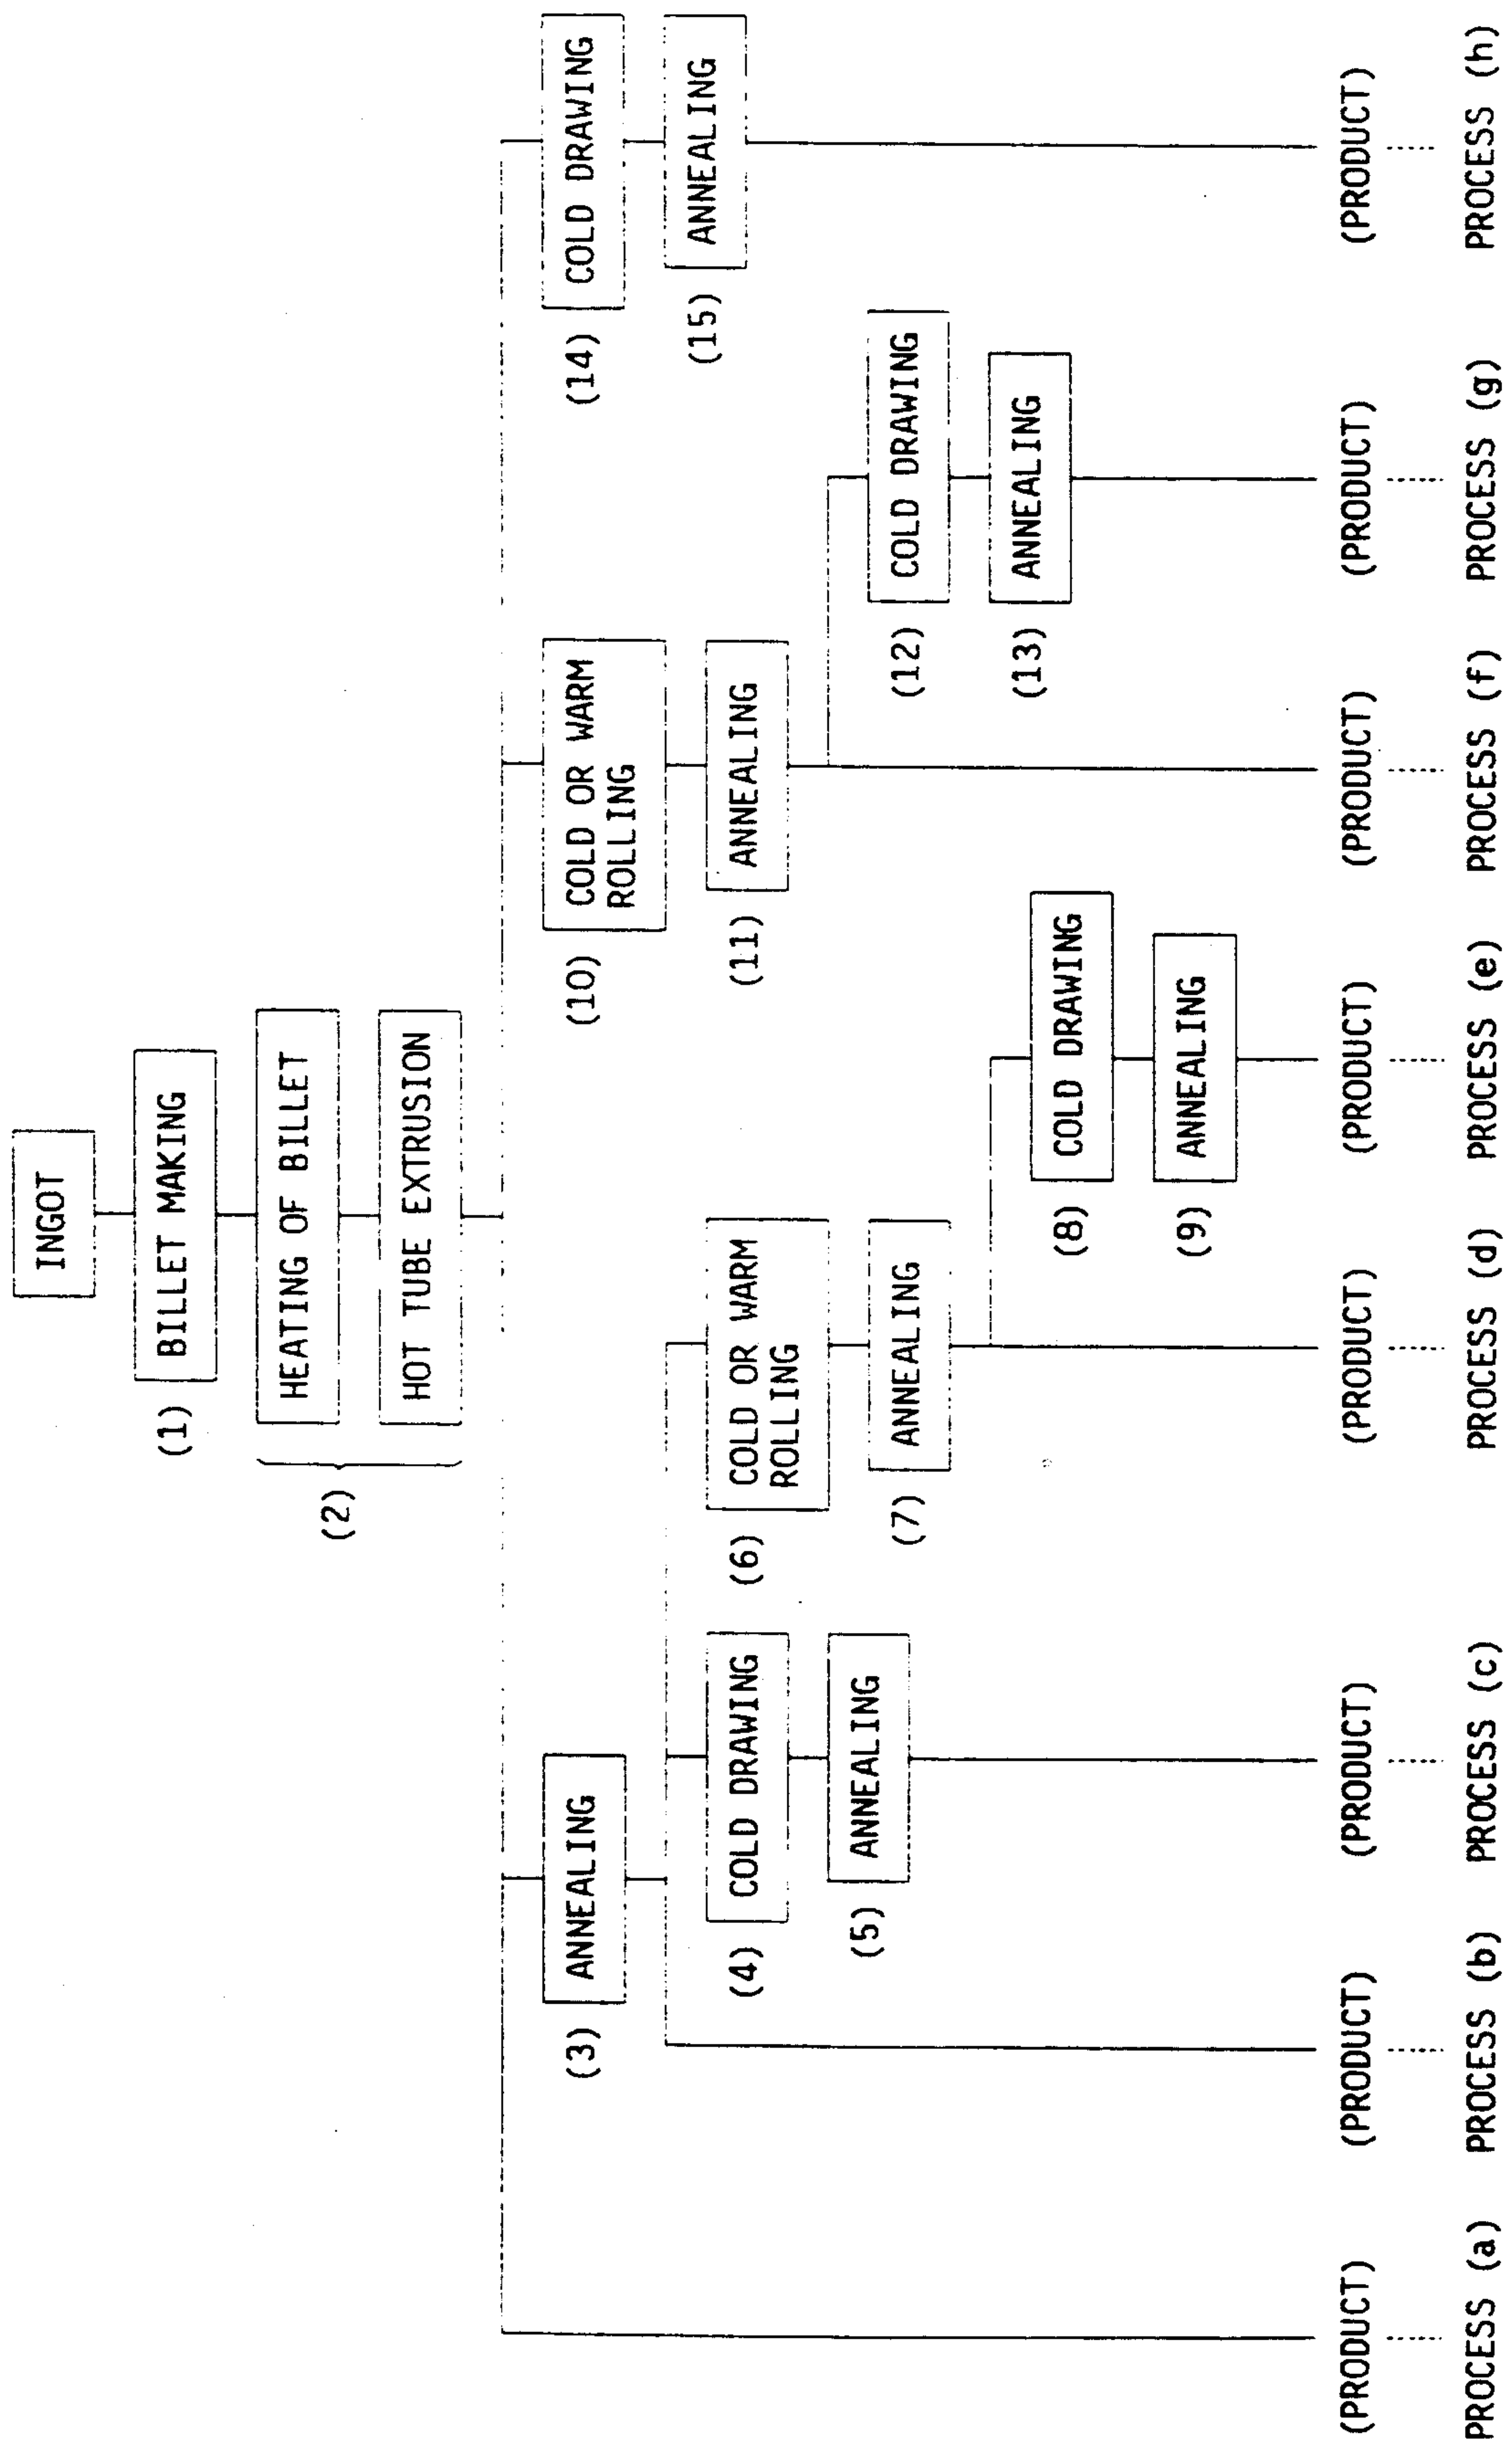 INGOT
(1) BILLET MAKING
(2)
HEATING OF BILLET
HOT TUBE EXTRUSION
(3) ANNEALING
(10) COLD OR WARM
ROLLING
(14) COLD DRAWING
(4) COLD DRAWING
(6) COLD OR WARM
ROLLING
(11) ANNEALING
(15) ANNEALING
(5) ANNEALING
(7) ANNEALING
(12) COLD DRAWING
(8) COLD DRAWING
(13) ANNEALING
(9) ANNEALING
(PRODUCT) (PRODUCT) (PRODUCT) (PRODUCT) (PRODUCT) (PRODUCT) (PRODUCT) (PRODUCT)
PROCESS (a) PROCESS (b) PROCESS (c) PROCESS (d) PROCESS (e) PROCESS (f) PROCESS (g) PROCESS (h)